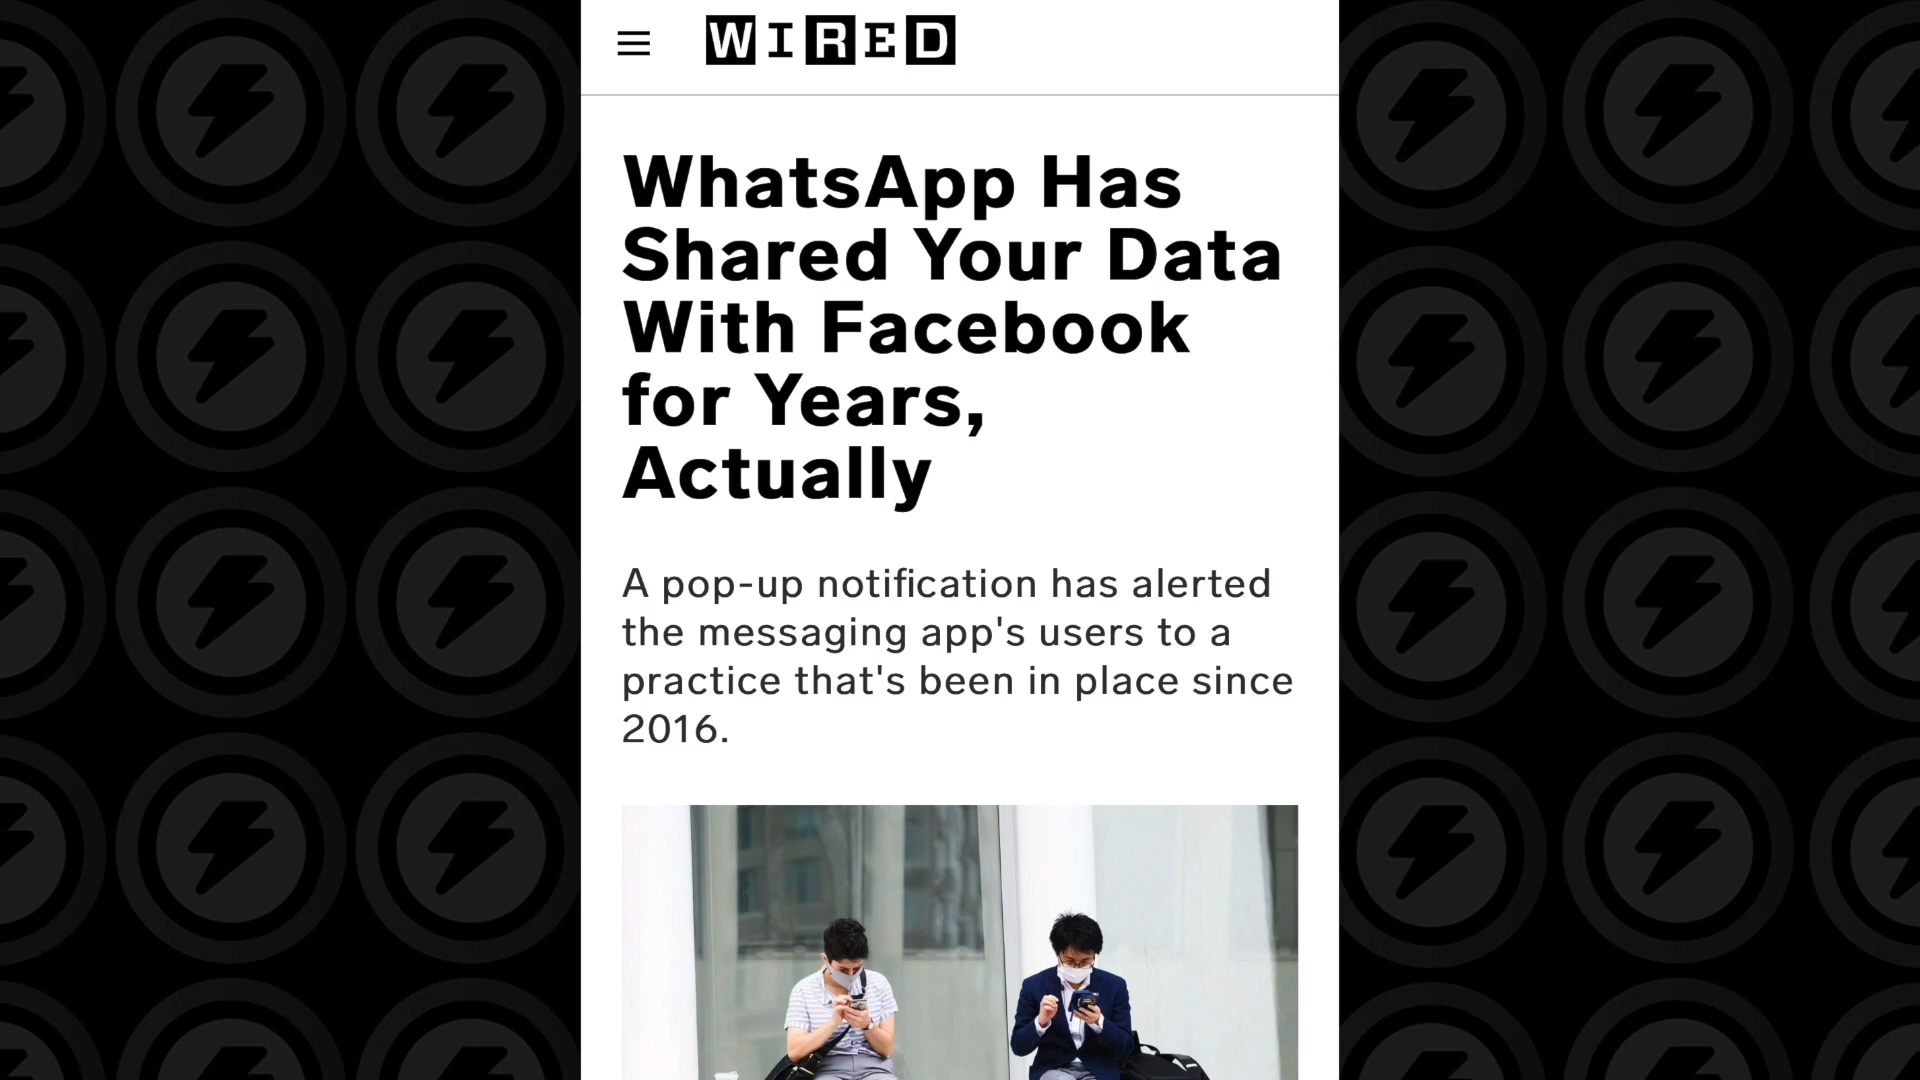 WIRED
WhatsApp Has
Shared Your Data
With Facebook
for Years,
Actually
A pop-up notification has alerted
the messaging app's users to a
practice that's been in place since
2016.